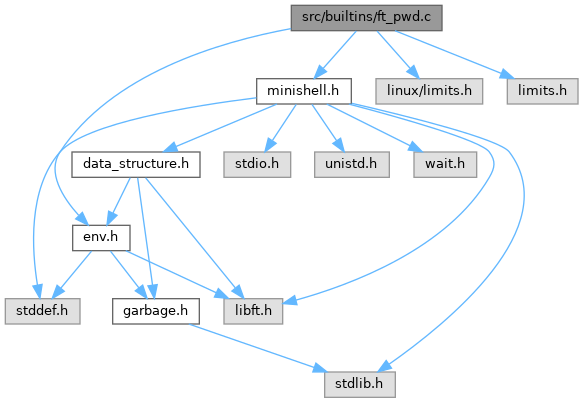 src/builtins/ft_pwd.c
minishell.h
linux/limits.h
limits.h
data_structure.h
stdio.h
unistd.h
wait.h
env.h
stddef.h
garbage.h
libft.h
stdlib.h